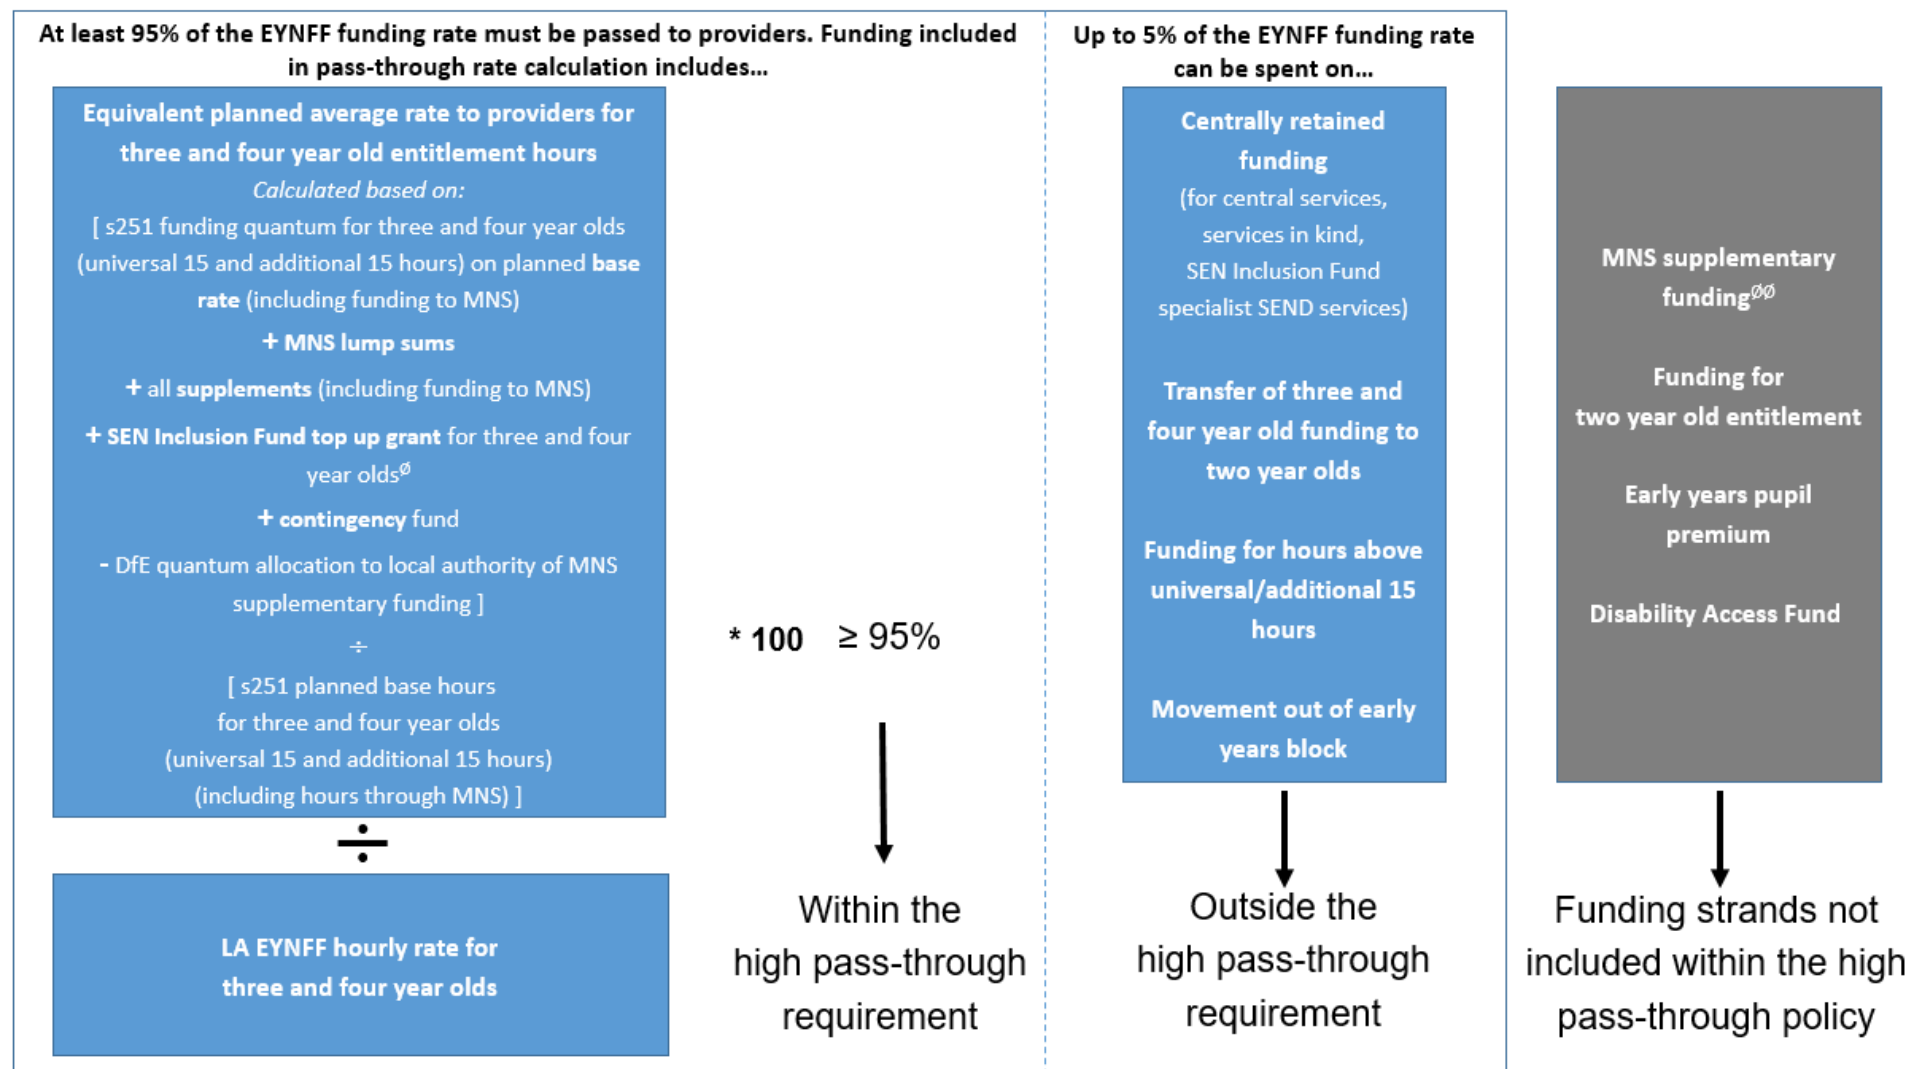 At least 95% of the EYNFF funding rate must be passed to providers. Funding included
in pass-through rate calculation includes...
Equivalent planned average rate to providers for
three and four year old entitlement hours
Calculated based on:
[ s251 funding quantum for three and four year olds
(universal 15 and additional 15 hours) on planned base
rate (including funding to MNS)
+ MNS lump sums
+ all supplements (including funding to MNS)
+ SEN Inclusion Fund top up grant for three and four
year olds^Ø
+ contingency fund
- DfE quantum allocation to local authority of MNS
supplementary funding ]
÷
[ s251 planned base hours
for three and four year olds
(universal 15 and additional 15 hours)
(including hours through MNS) ]
÷
LA EYNFF hourly rate for
three and four year olds
* 100 ≥ 95%
Within the
high pass-through
requirement
Up to 5% of the EYNFF funding rate
can be spent on...
Centrally retained
funding
(for central services,
services in kind,
SEN Inclusion Fund
specialist SEND services)
Transfer of three and
four year old funding to
two year olds
Funding for hours above
universal/additional 15
hours
Movement out of early
years block
Outside the
high pass-through
requirement
MNS supplementary
funding^ØØ
Funding for
two year old entitlement
Early years pupil
premium
Disability Access Fund
Funding strands not
included within the high
pass-through policy